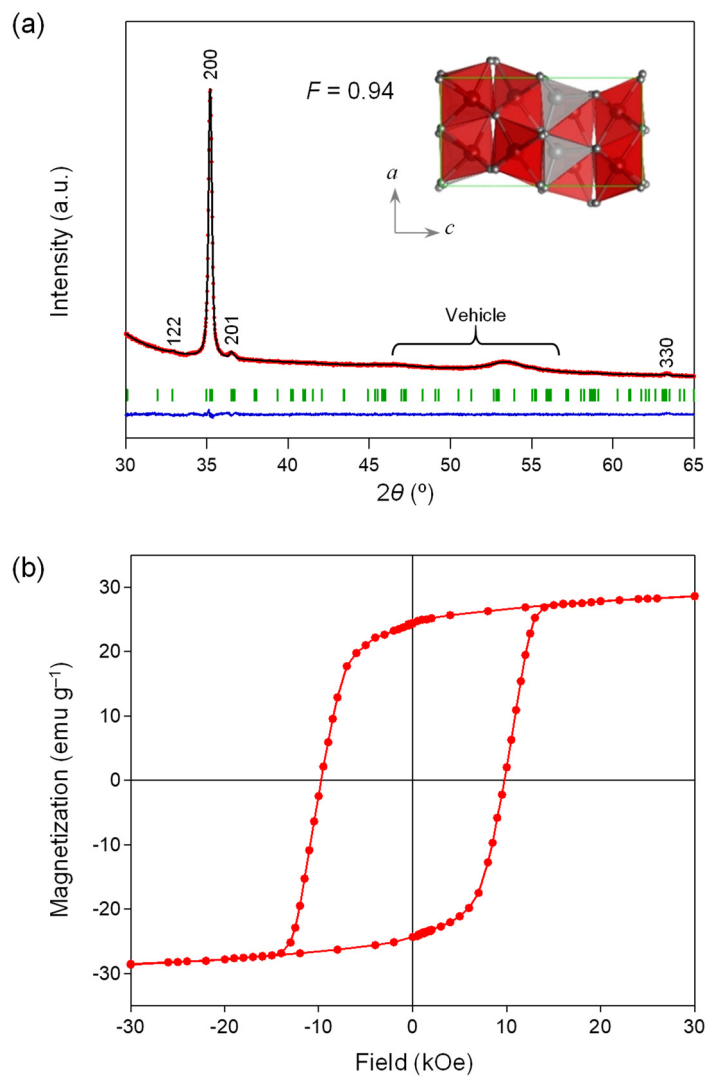 (a)
200
F = 0.94
a
c
Vehicle
122
201
330
Intensity (a.u.)
30 35 40 45 50 55 60 65
2θ (º)
(b)
30
20
10
0
-10
-20
-30
Magnetization (emu g⁻¹)
-30 -20 -10 0 10 20 30
Field (kOe)